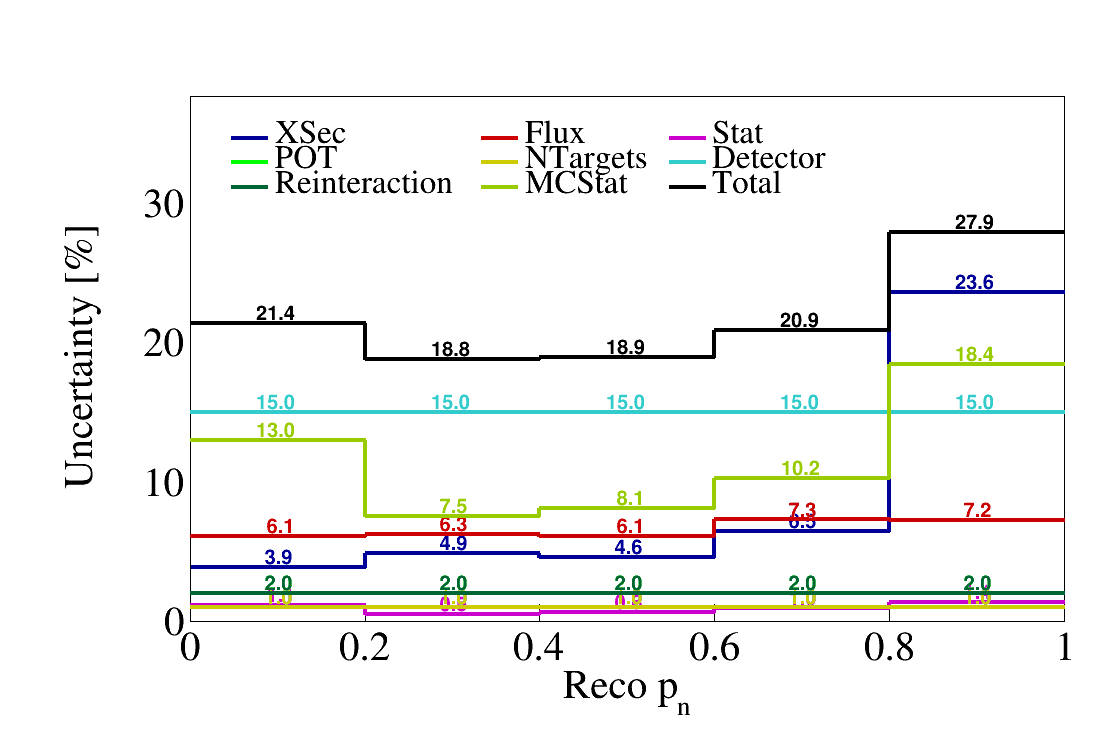 XSec Flux Stat
POT NTargets Detector
Reinteraction MCStat Total
Uncertainty [%]
30
20
10
0
27.9
23.6
21.4
20.9
18.8
18.9
18.4
15.0 15.0 15.0 15.0 15.0
13.0
10.2
7.5
8.1
6.1 6.3 6.1 7.3 7.2
3.9 4.9 4.6 6.5
2.0 2.0 2.0 2.0 2.0
1.0
0 0.2 0.4 0.6 0.8 1
Reco pn